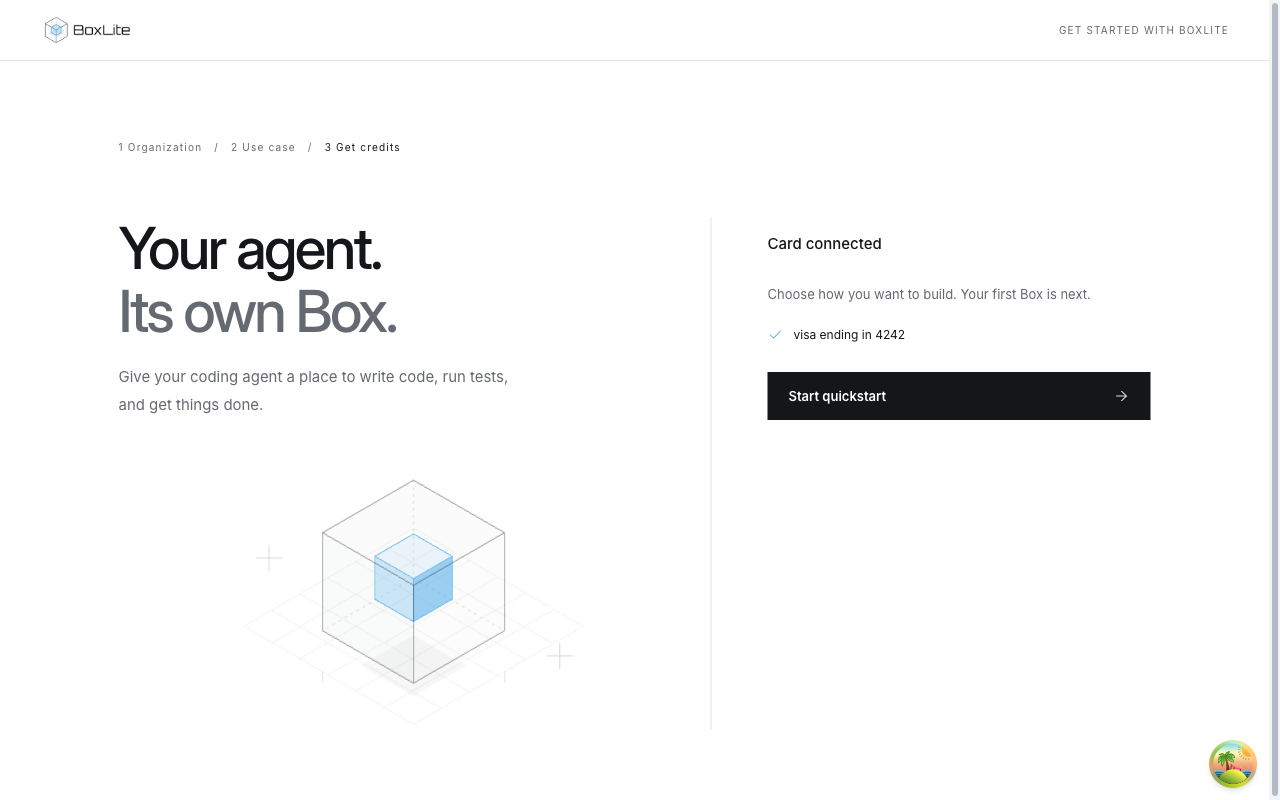 BoxLite
GET STARTED WITH BOXLITE
1 Organization / 2 Use case / 3 Get credits
Your agent.
Its own Box.
Give your coding agent a place to write code, run tests,
and get things done.
Card connected
Choose how you want to build. Your first Box is next.
visa ending in 4242
Start quickstart